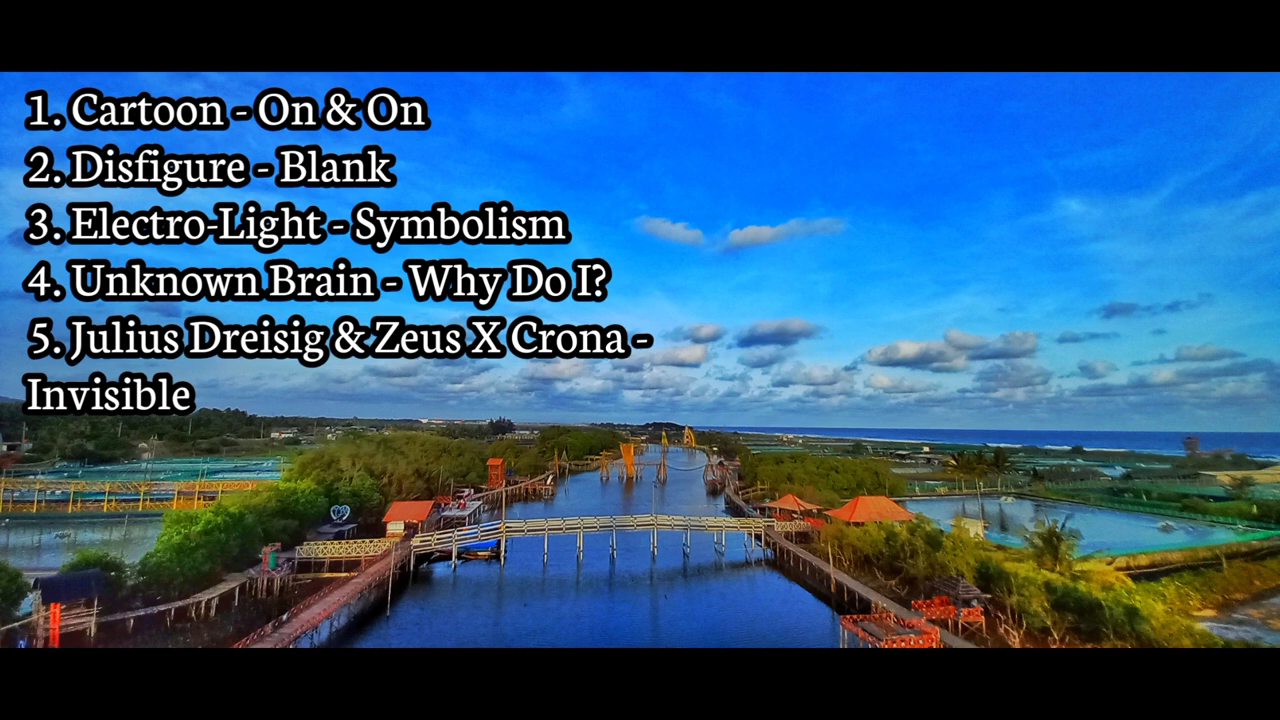 1. Cartoon - On & On
2. Disfigure - Blank
3. Electro-Light - Symbolism
4. Unknown Brain - Why Do I?
5. Julius Dreisig & Zeus X Crona -
Invisible